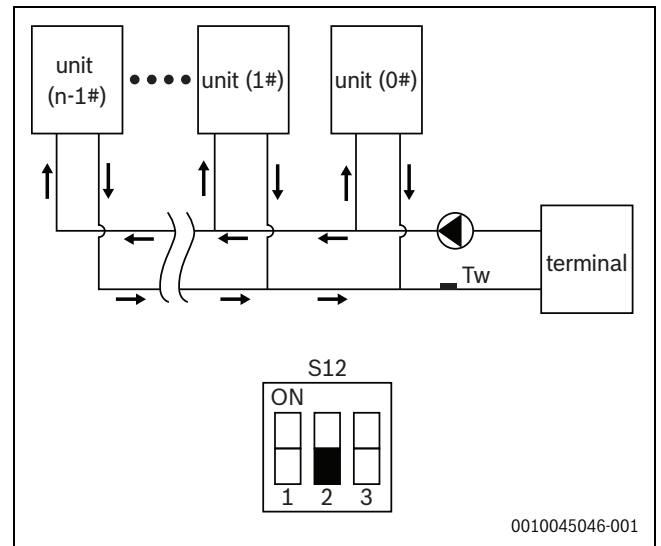 unit
(n-1#)
unit (1#)
unit (0#)
terminal
Tw
S12
ON
1 2 3
0010045046-001